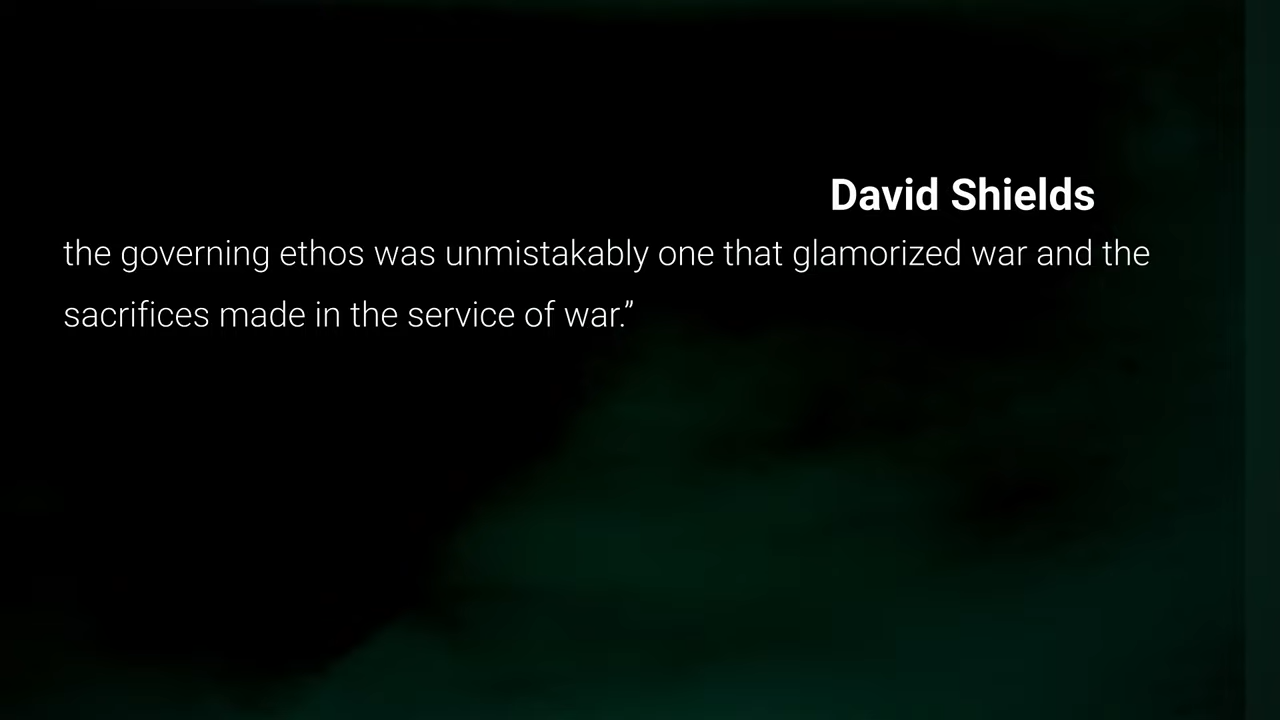 David Shields
the governing ethos was unmistakably one that glamorized war and the
sacrifices made in the service of war.”